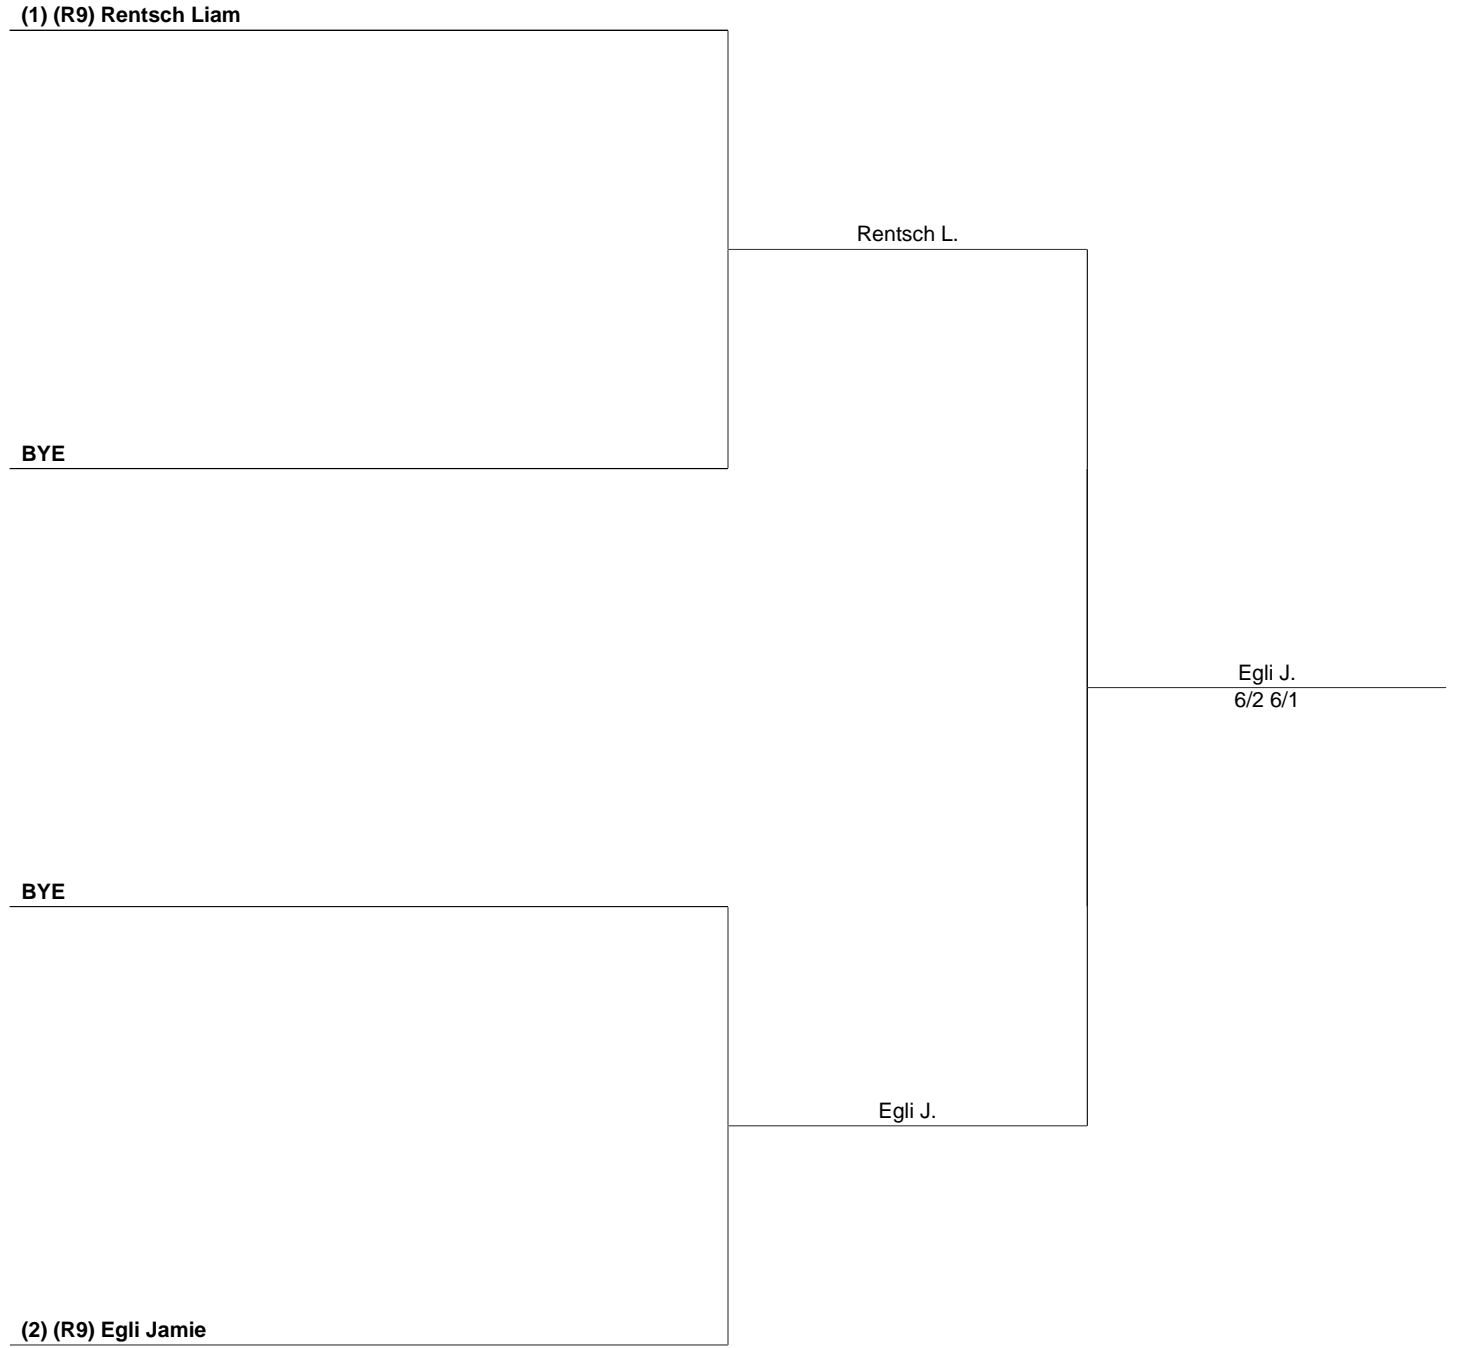 (1) (R9) Rentsch Liam
Rentsch L.
BYE
Egli J.
6/2 6/1
BYE
Egli J.
(2) (R9) Egli Jamie